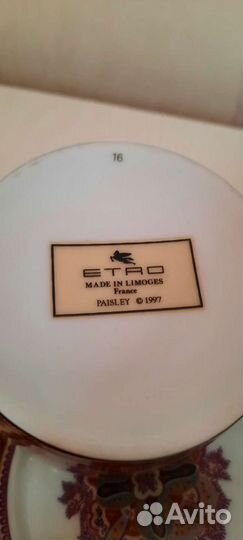 16
ETRO
MADE IN LIMOGES
France
PAISLEY © 1997
Avito